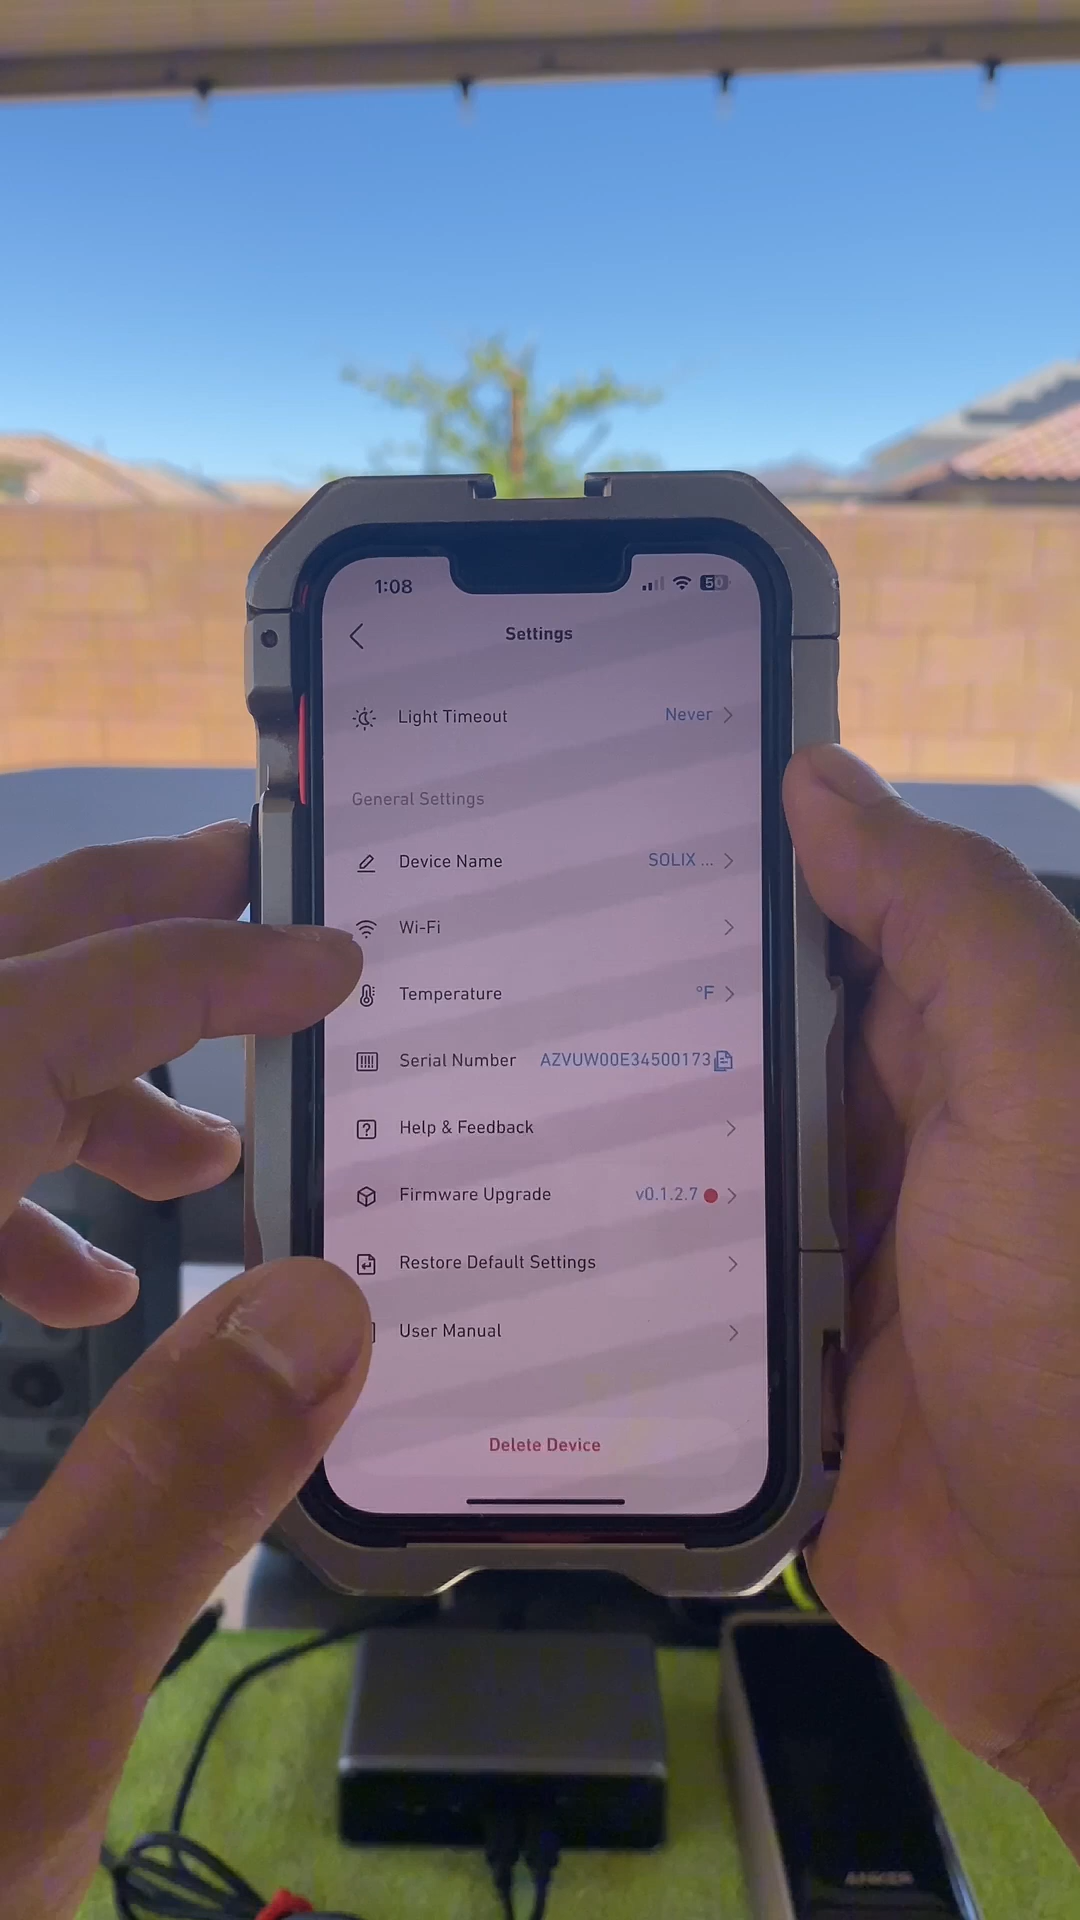 1:08
50
Settings
Light Timeout Never
General Settings
Device Name SOLIX ...
Wi-Fi
Temperature °F
Serial Number AZVUW00E34500173
Help & Feedback
Firmware Upgrade v0.1.2.7
Restore Default Settings
User Manual
Delete Device
ANKER